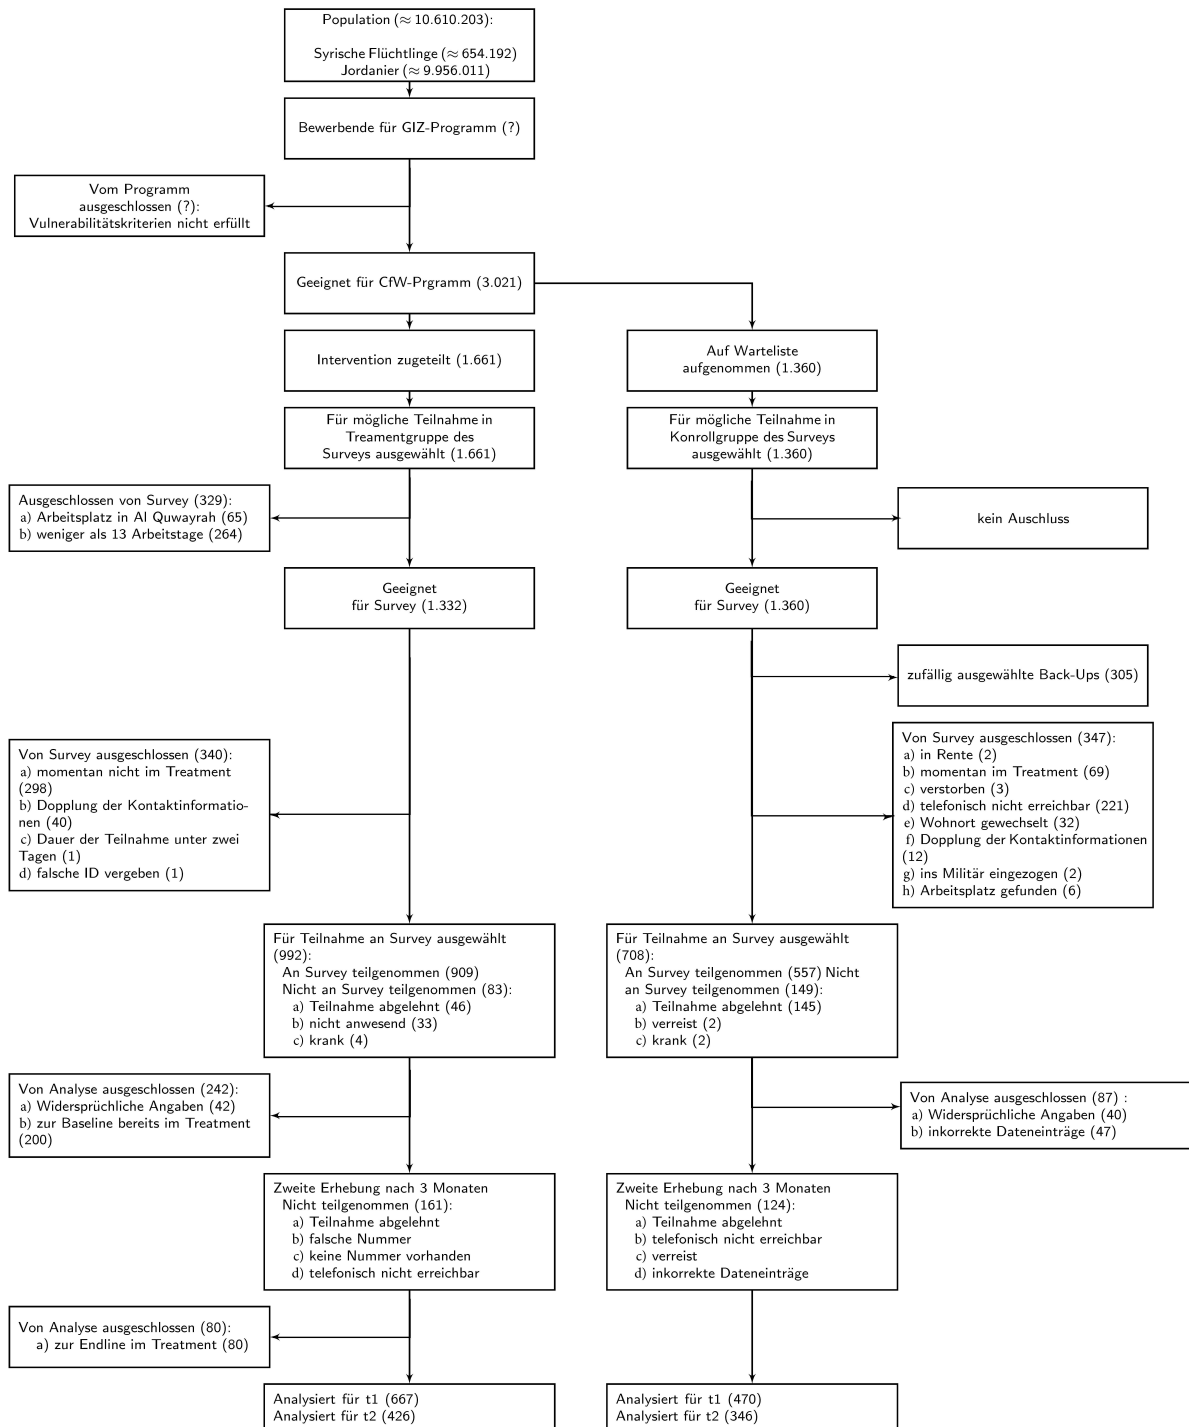 Population (≈ 10.610.203):
Syrische Flüchtlinge (≈ 654.192)
Jordanier (≈ 9.956.011)
Bewerbende für GIZ-Programm (?)
Vom Programm
ausgeschlossen (?):
Vulnerabilitätskriterien nicht erfüllt
Geeignet für CfW-Prgramm (3.021)
Intervention zugeteilt (1.661)
Auf Warteliste
aufgenommen (1.360)
Für mögliche Teilnahme in
Treamentgruppe des
Surveys ausgewählt (1.661)
Für mögliche Teilnahme in
Konrollgruppe des Surveys
ausgewählt (1.360)
Ausgeschlossen von Survey (329):
a) Arbeitsplatz in Al Quwayrah (65)
b) weniger als 13 Arbeitstage (264)
kein Auschluss
Geeignet
für Survey (1.332)
Geeignet
für Survey (1.360)
zufällig ausgewählte Back-Ups (305)
Von Survey ausgeschlossen (340):
a) momentan nicht im Treatment
(298)
b) Dopplung der Kontaktinformatio-
nen (40)
c) Dauer der Teilnahme unter zwei
Tagen (1)
d) falsche ID vergeben (1)
Von Survey ausgeschlossen (347):
a) in Rente (2)
b) momentan im Treatment (69)
c) verstorben (3)
d) telefonisch nicht erreichbar (221)
e) Wohnort gewechselt (32)
f) Dopplung der Kontaktinformationen
(12)
g) ins Militär eingezogen (2)
h) Arbeitsplatz gefunden (6)
Für Teilnahme an Survey ausgewählt
(992):
An Survey teilgenommen (909)
Nicht an Survey teilgenommen (83):
a) Teilnahme abgelehnt (46)
b) nicht anwesend (33)
c) krank (4)
Für Teilnahme an Survey ausgewählt
(708):
An Survey teilgenommen (557) Nicht
an Survey teilgenommen (149):
a) Teilnahme abgelehnt (145)
b) verreist (2)
c) krank (2)
Von Analyse ausgeschlossen (242):
a) Widersprüchliche Angaben (42)
b) zur Baseline bereits im Treatment
(200)
Von Analyse ausgeschlossen (87) :
a) Widersprüchliche Angaben (40)
b) inkorrekte Dateneinträge (47)
Zweite Erhebung nach 3 Monaten
Nicht teilgenommen (161):
a) Teilnahme abgelehnt
b) falsche Nummer
c) keine Nummer vorhanden
d) telefonisch nicht erreichbar
Zweite Erhebung nach 3 Monaten
Nicht teilgenommen (124):
a) Teilnahme abgelehnt
b) telefonisch nicht erreichbar
c) verreist
d) inkorrekte Dateneinträge
Von Analyse ausgeschlossen (80):
a) zur Endline im Treatment (80)
Analysiert für t1 (667)
Analysiert für t2 (426)
Analysiert für t1 (470)
Analysiert für t2 (346)